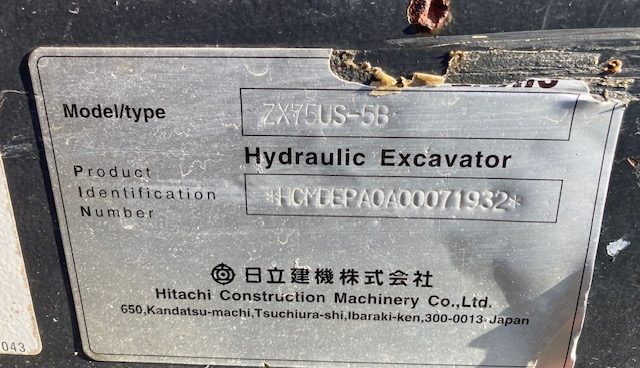 Model/type ZX75US-5B
Hydraulic Excavator
Product
Identification
Number
*HCMDEPA0A00071932*
日立建機株式会社
Hitachi Construction Machinery Co.,Ltd.
650,Kandatsu-machi,Tsuchiura-shi,Ibaraki-ken,300-0013 Japan
043